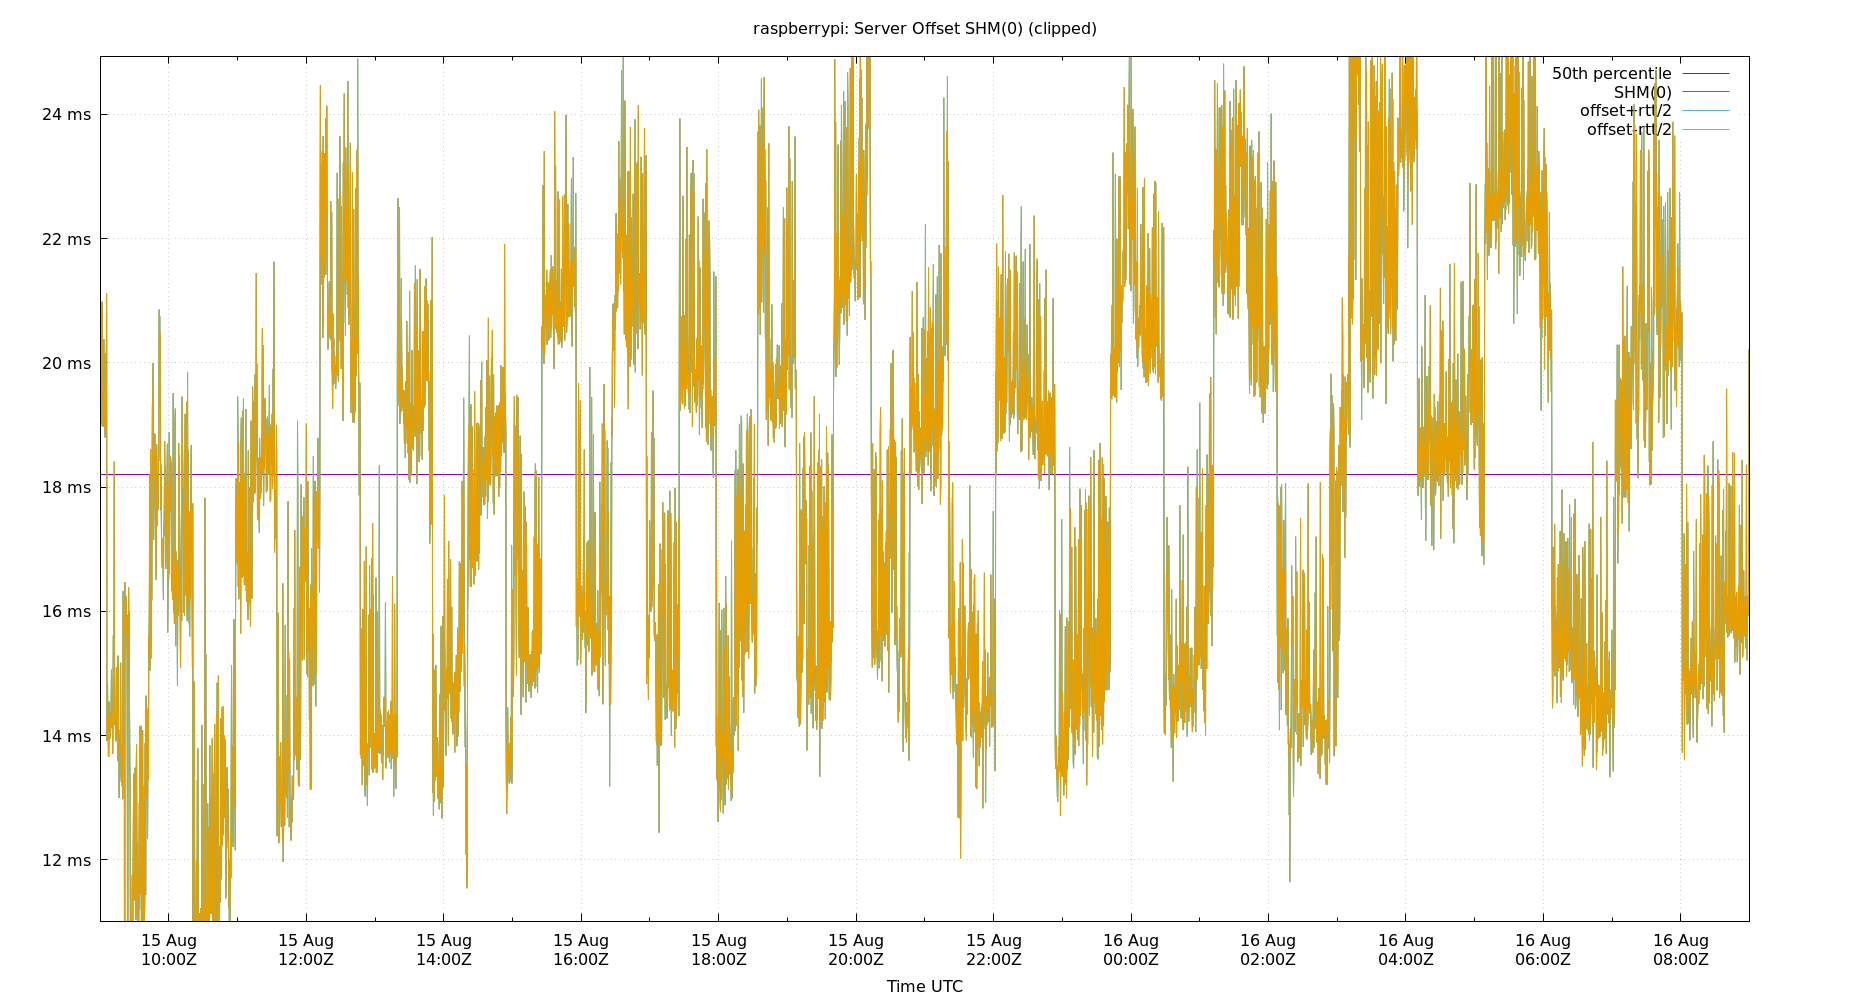 raspberrypi: Server Offset SHM(0) (clipped)
50th percentile
SHM(0)
offset+rtt/2
offset-rtt/2
24 ms
22 ms
20 ms
18 ms
16 ms
14 ms
12 ms
15 Aug 15 Aug 15 Aug 15 Aug 15 Aug 15 Aug 15 Aug 16 Aug 16 Aug 16 Aug 16 Aug 16 Aug
10:00Z 12:00Z 14:00Z 16:00Z 18:00Z 20:00Z 22:00Z 00:00Z 02:00Z 04:00Z 06:00Z 08:00Z
Time UTC